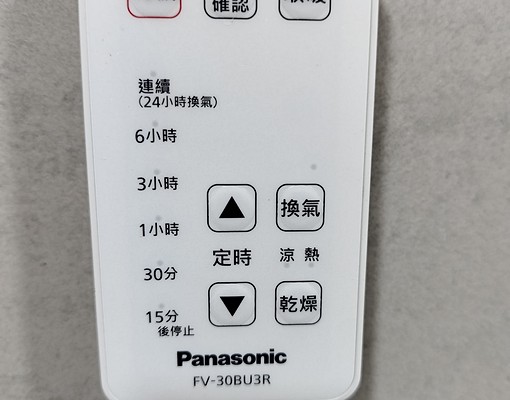 確認
連續
(24小時換氣)
6小時
3小時
換氣
1小時
定時
涼 熱
30分
乾燥
15分
後停止
Panasonic
FV-30BU3R